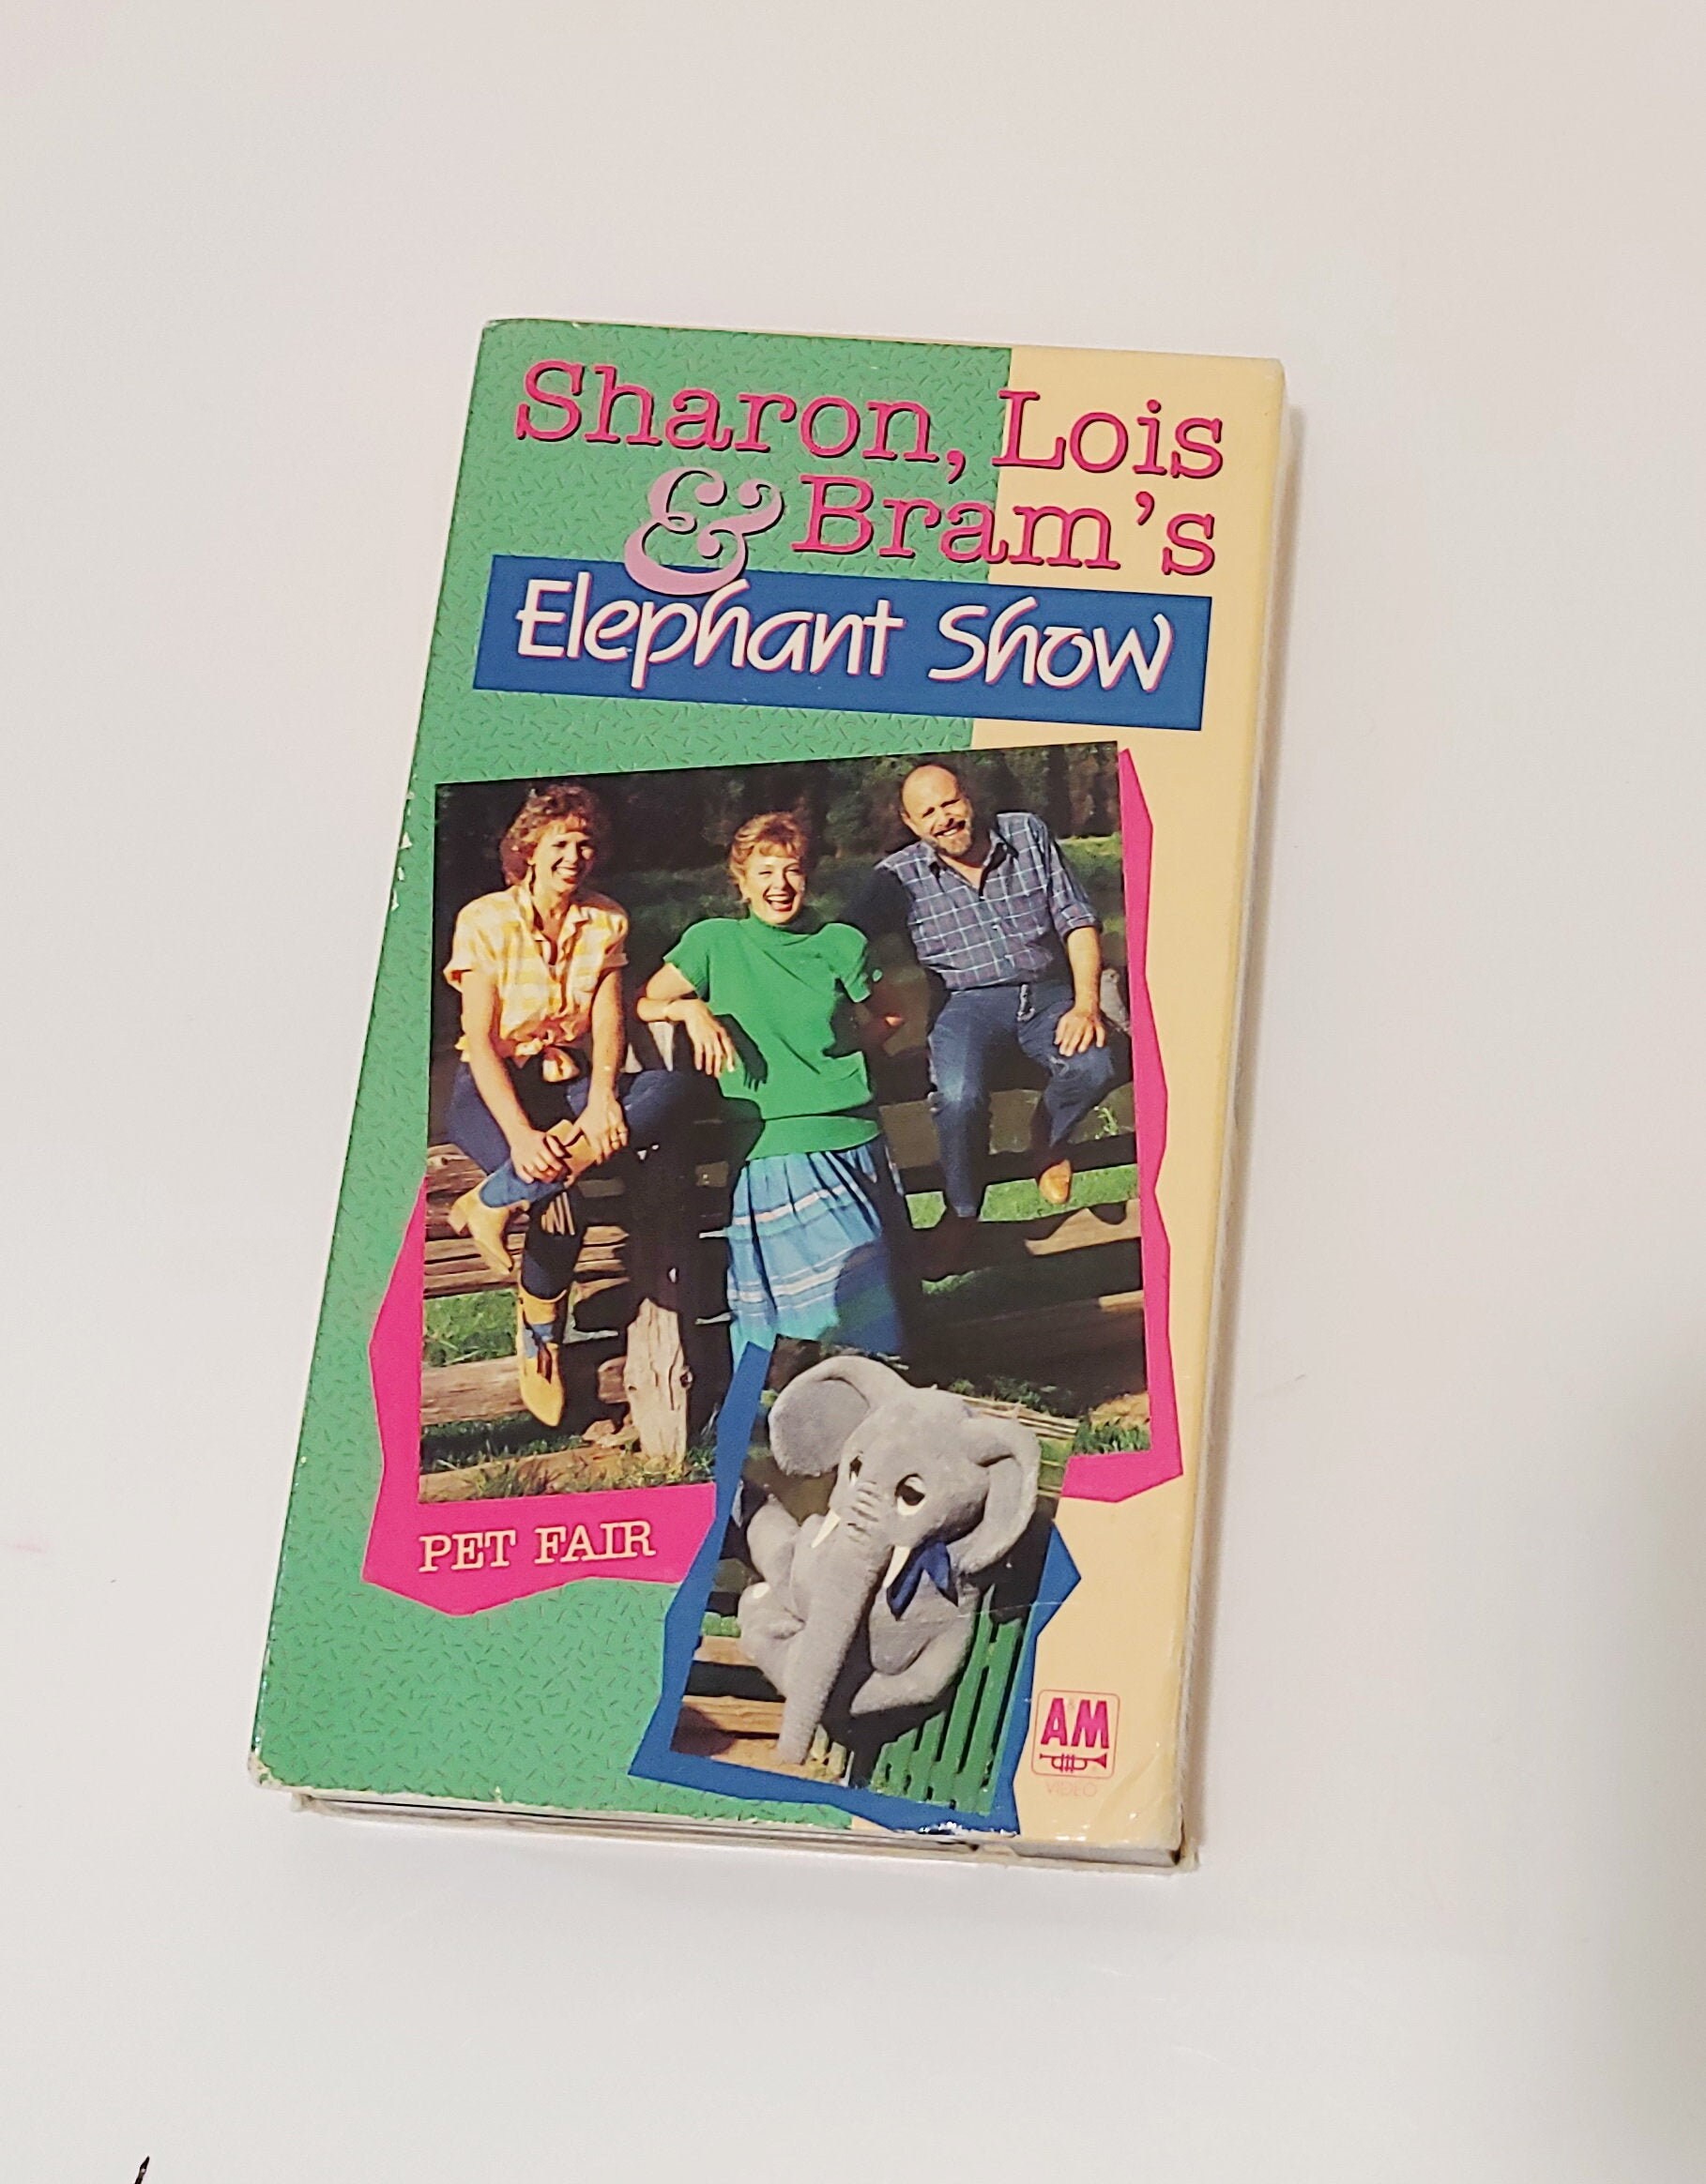 Sharon, Lois
& Bram's
Elephant Show
PET FAIR
A&M
VIDEO